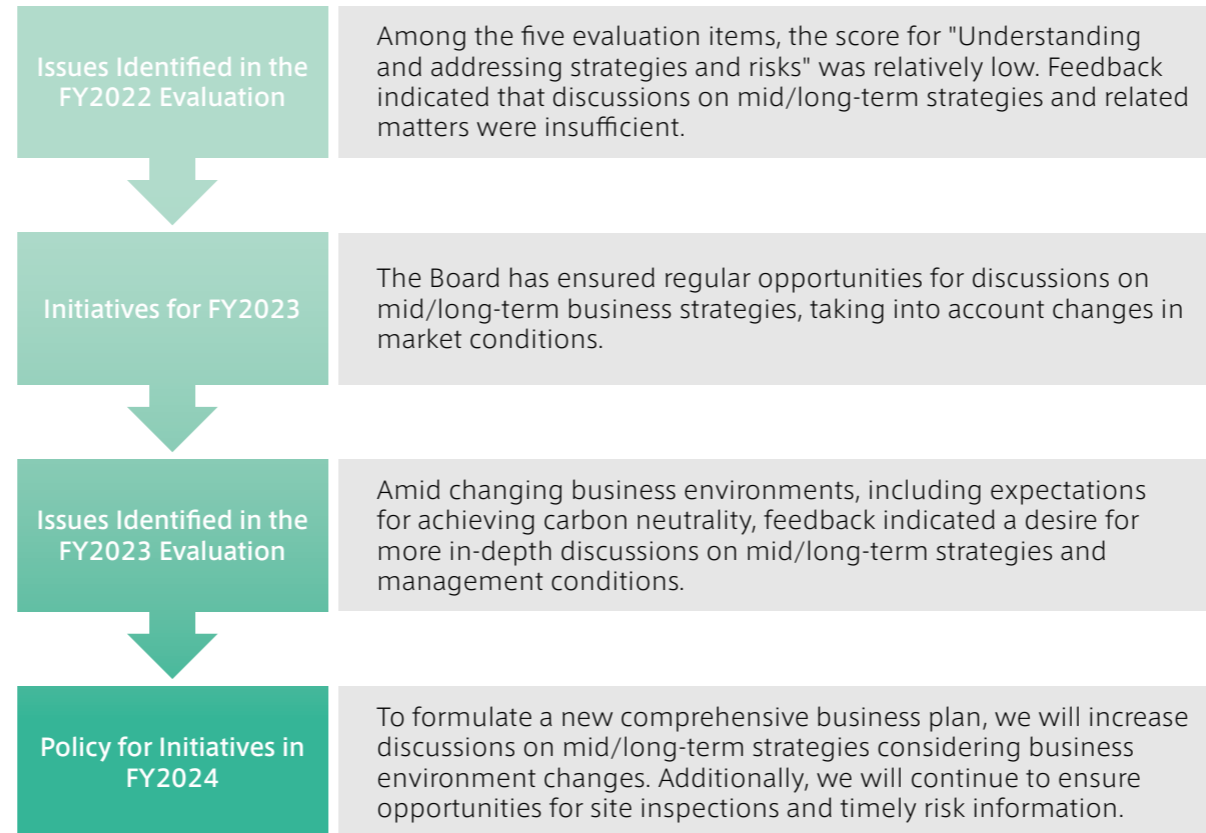 Issues Identified in the
FY2022 Evaluation
Among the five evaluation items, the score for "Understanding
and addressing strategies and risks" was relatively low. Feedback
indicated that discussions on mid/long-term strategies and related
matters were insufficient.
Initiatives for FY2023
The Board has ensured regular opportunities for discussions on
mid/long-term business strategies, taking into account changes in
market conditions.
Issues Identified in the
FY2023 Evaluation
Amid changing business environments, including expectations
for achieving carbon neutrality, feedback indicated a desire for
more in-depth discussions on mid/long-term strategies and
management conditions.
Policy for Initiatives in
FY2024
To formulate a new comprehensive business plan, we will increase
discussions on mid/long-term strategies considering business
environment changes. Additionally, we will continue to ensure
opportunities for site inspections and timely risk information.